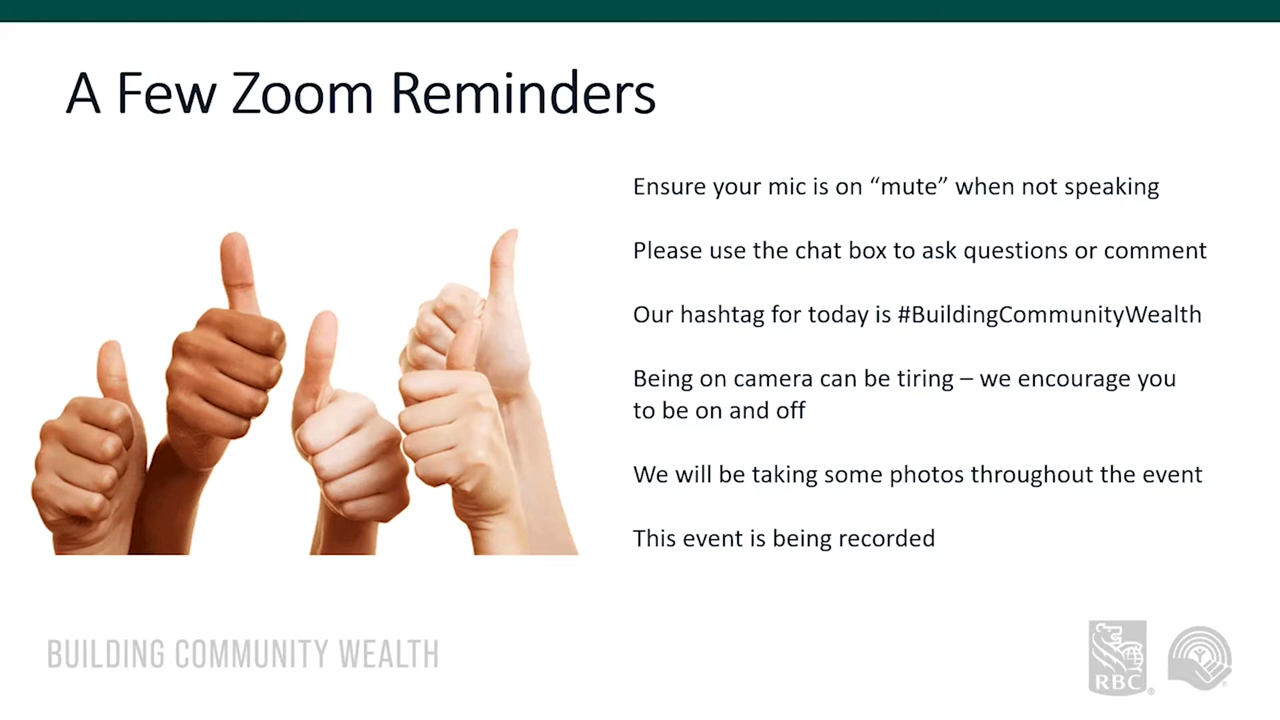 A Few Zoom Reminders
Ensure your mic is on “mute” when not speaking
Please use the chat box to ask questions or comment
Our hashtag for today is #BuildingCommunityWealth
Being on camera can be tiring – we encourage you
to be on and off
We will be taking some photos throughout the event
This event is being recorded
BUILDING COMMUNITY WEALTH
RBC®